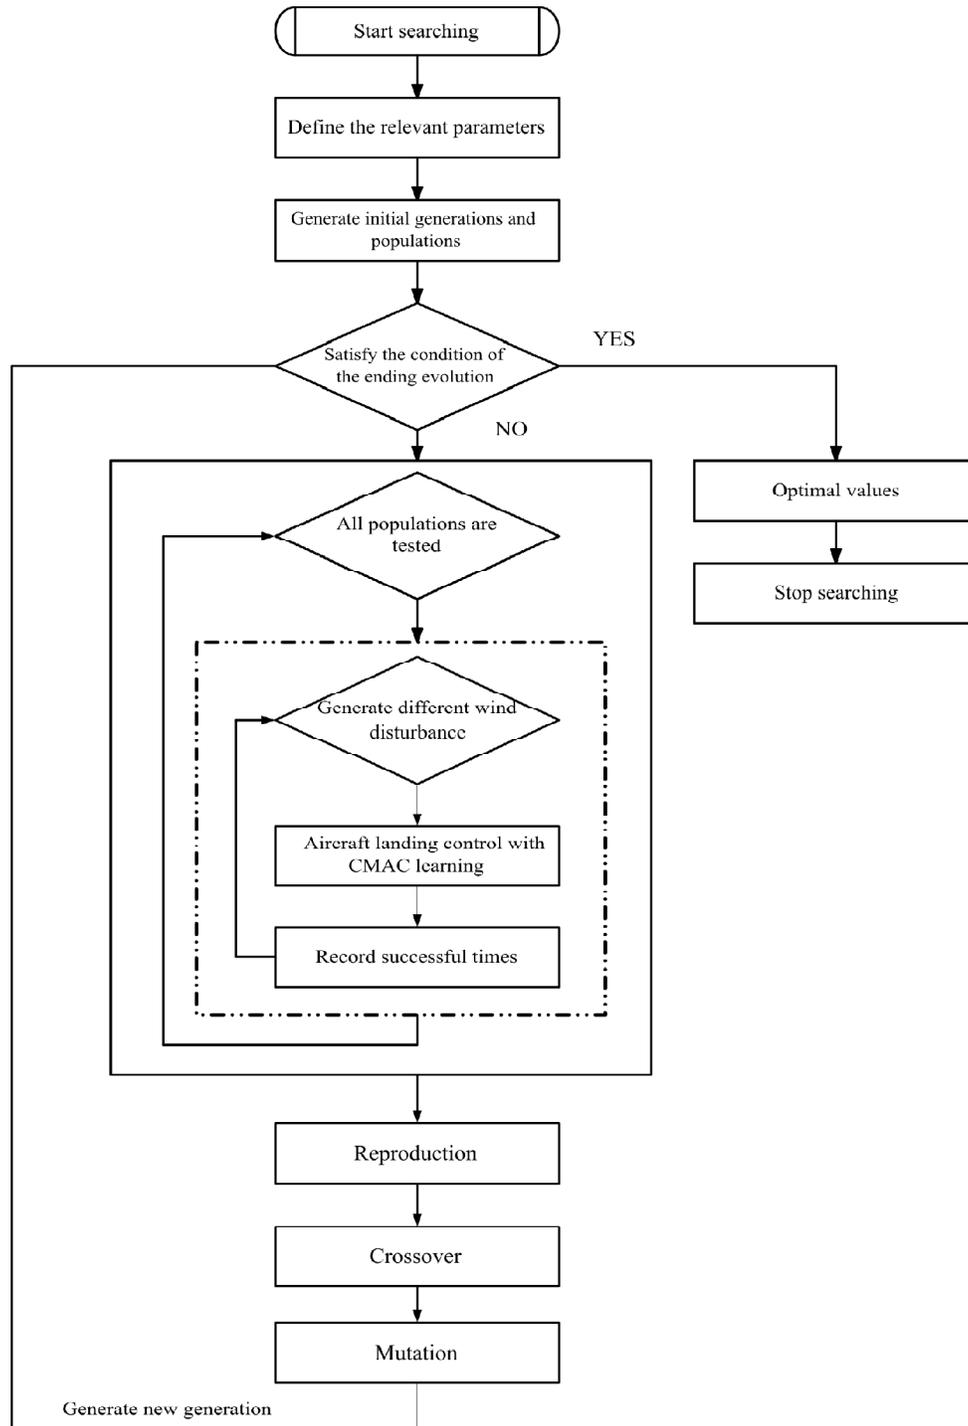 Start searching
Define the relevant parameters
Generate initial generations and
populations
Satisfy the condition of
the ending evolution
YES
NO
All populations are
tested
Optimal values
Stop searching
Generate different wind
disturbance
Aircraft landing control with
CMAC learning
Record successful times
Reproduction
Crossover
Mutation
Generate new generation